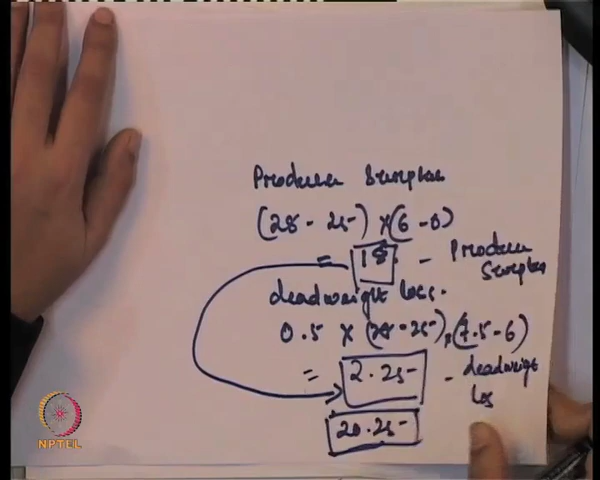 Producer Surplus
(28 - 25) x (6 - 0)
= 18 - Producer Surplus
deadweight loss.
0.5 x (28 - 25) x (7.5 - 6)
= 2.25 - deadweight los
20.25
NPTEL